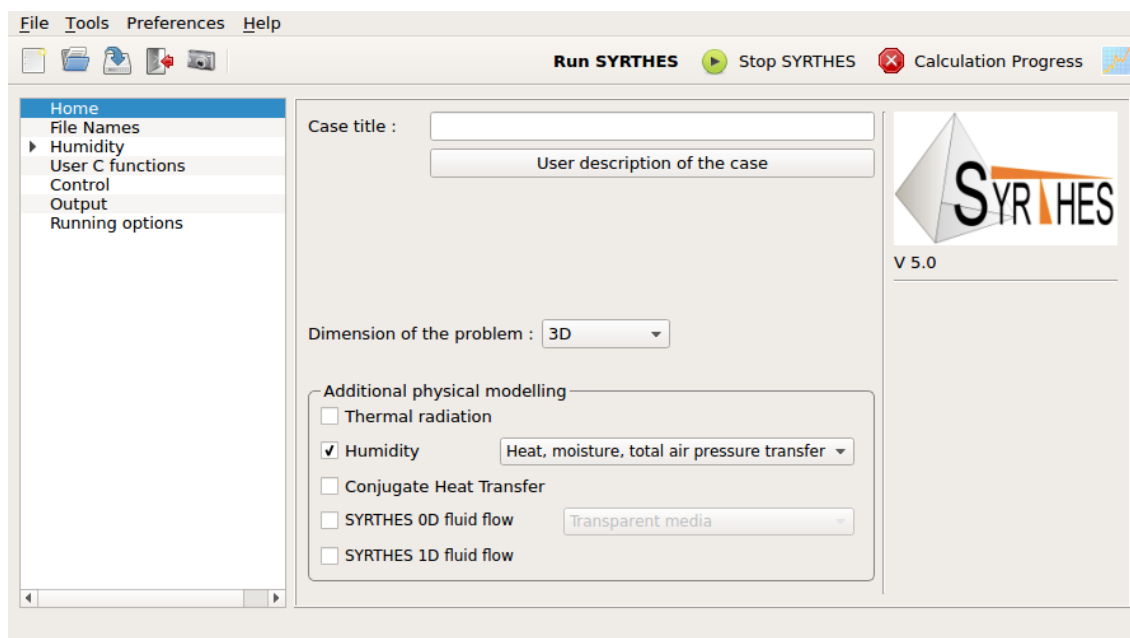 File Tools Preferences Help
Run SYRTHES Stop SYRTHES Calculation Progress
Home
File Names
Humidity
User C functions
Control
Output
Running options
Case title :
User description of the case
Dimension of the problem : 3D
Additional physical modelling
Thermal radiation
Humidity Heat, moisture, total air pressure transfer
Conjugate Heat Transfer
SYRTHES 0D fluid flow Transparent media
SYRTHES 1D fluid flow
SYRTHES
V 5.0